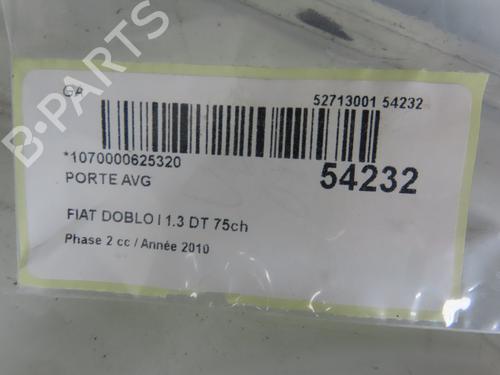 GA
52713001 54232
*1070000625320
54232
PORTE AVG
FIAT DOBLO I 1.3 DT 75ch
Phase 2 cc / Année 2010
B-PARTS